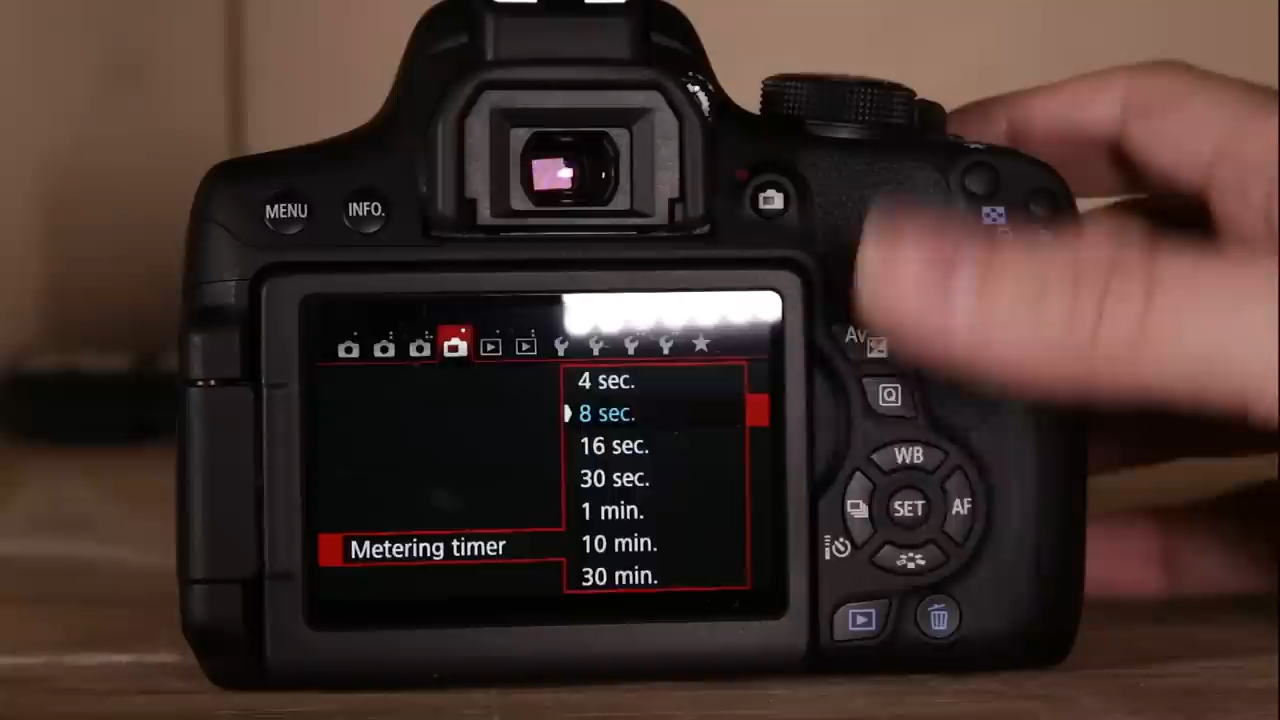 MENU
INFO.
Av
Q
WB
SET
AF
4 sec.
8 sec.
16 sec.
30 sec.
1 min.
10 min.
30 min.
Metering timer